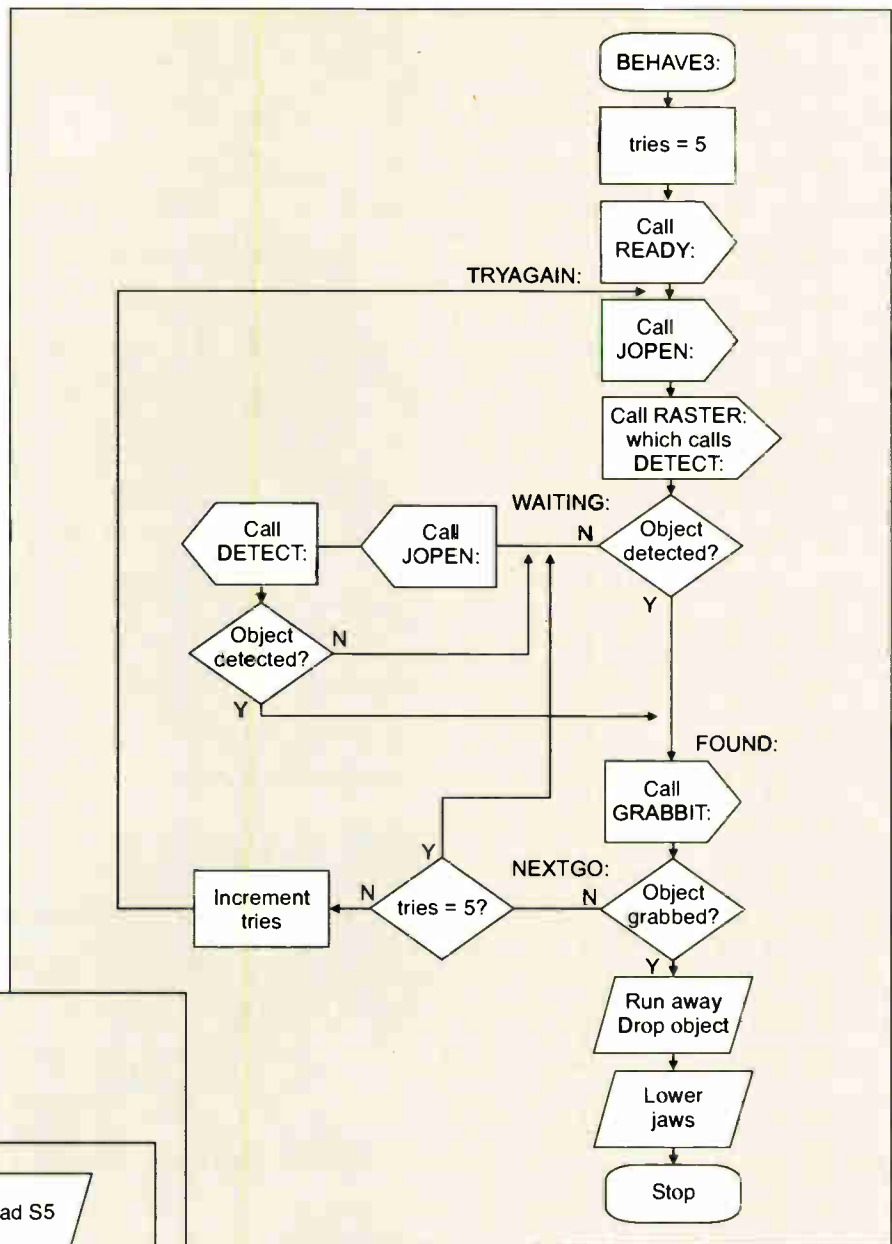 BEHAVE3:
tries = 5
Call
READY:
TRYAGAIN:
Call
JOPEN:
Call RASTER:
which calls
DETECT:
WAITING:
Object
detected?
N
Y
Call
JOPEN:
Call
DETECT:
Object
detected?
N
Y
FOUND:
Call
GRABBIT:
NEXTGO:
Object
grabbed?
N
Y
tries = 5?
Y
N
Increment
tries
Run away
Drop object
Lower
jaws
Stop
ad S5